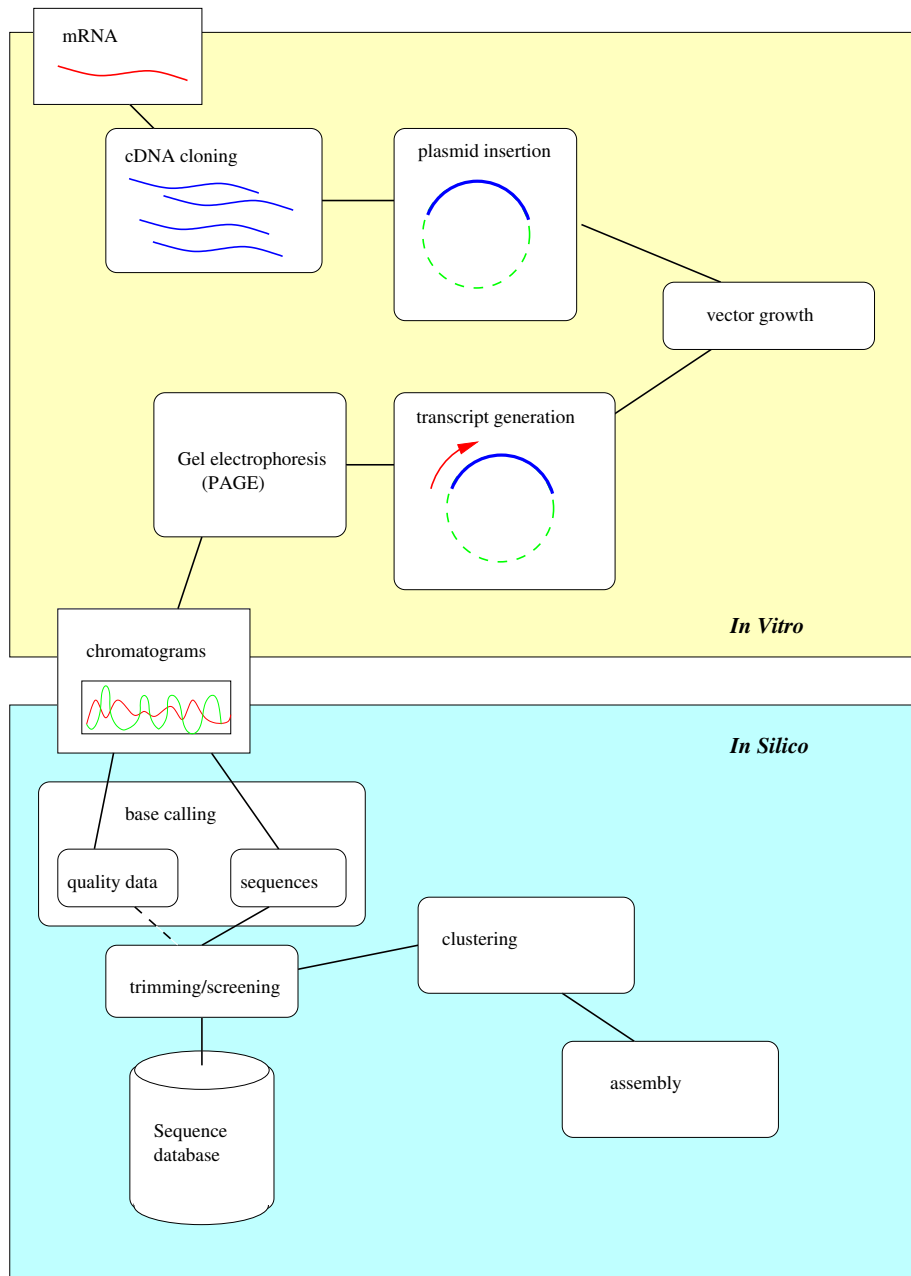 mRNA
cDNA cloning
plasmid insertion
vector growth
transcript generation
Gel electrophoresis
(PAGE)
In Vitro
chromatograms
In Silico
base calling
quality data
sequences
clustering
trimming/screening
assembly
Sequence
database